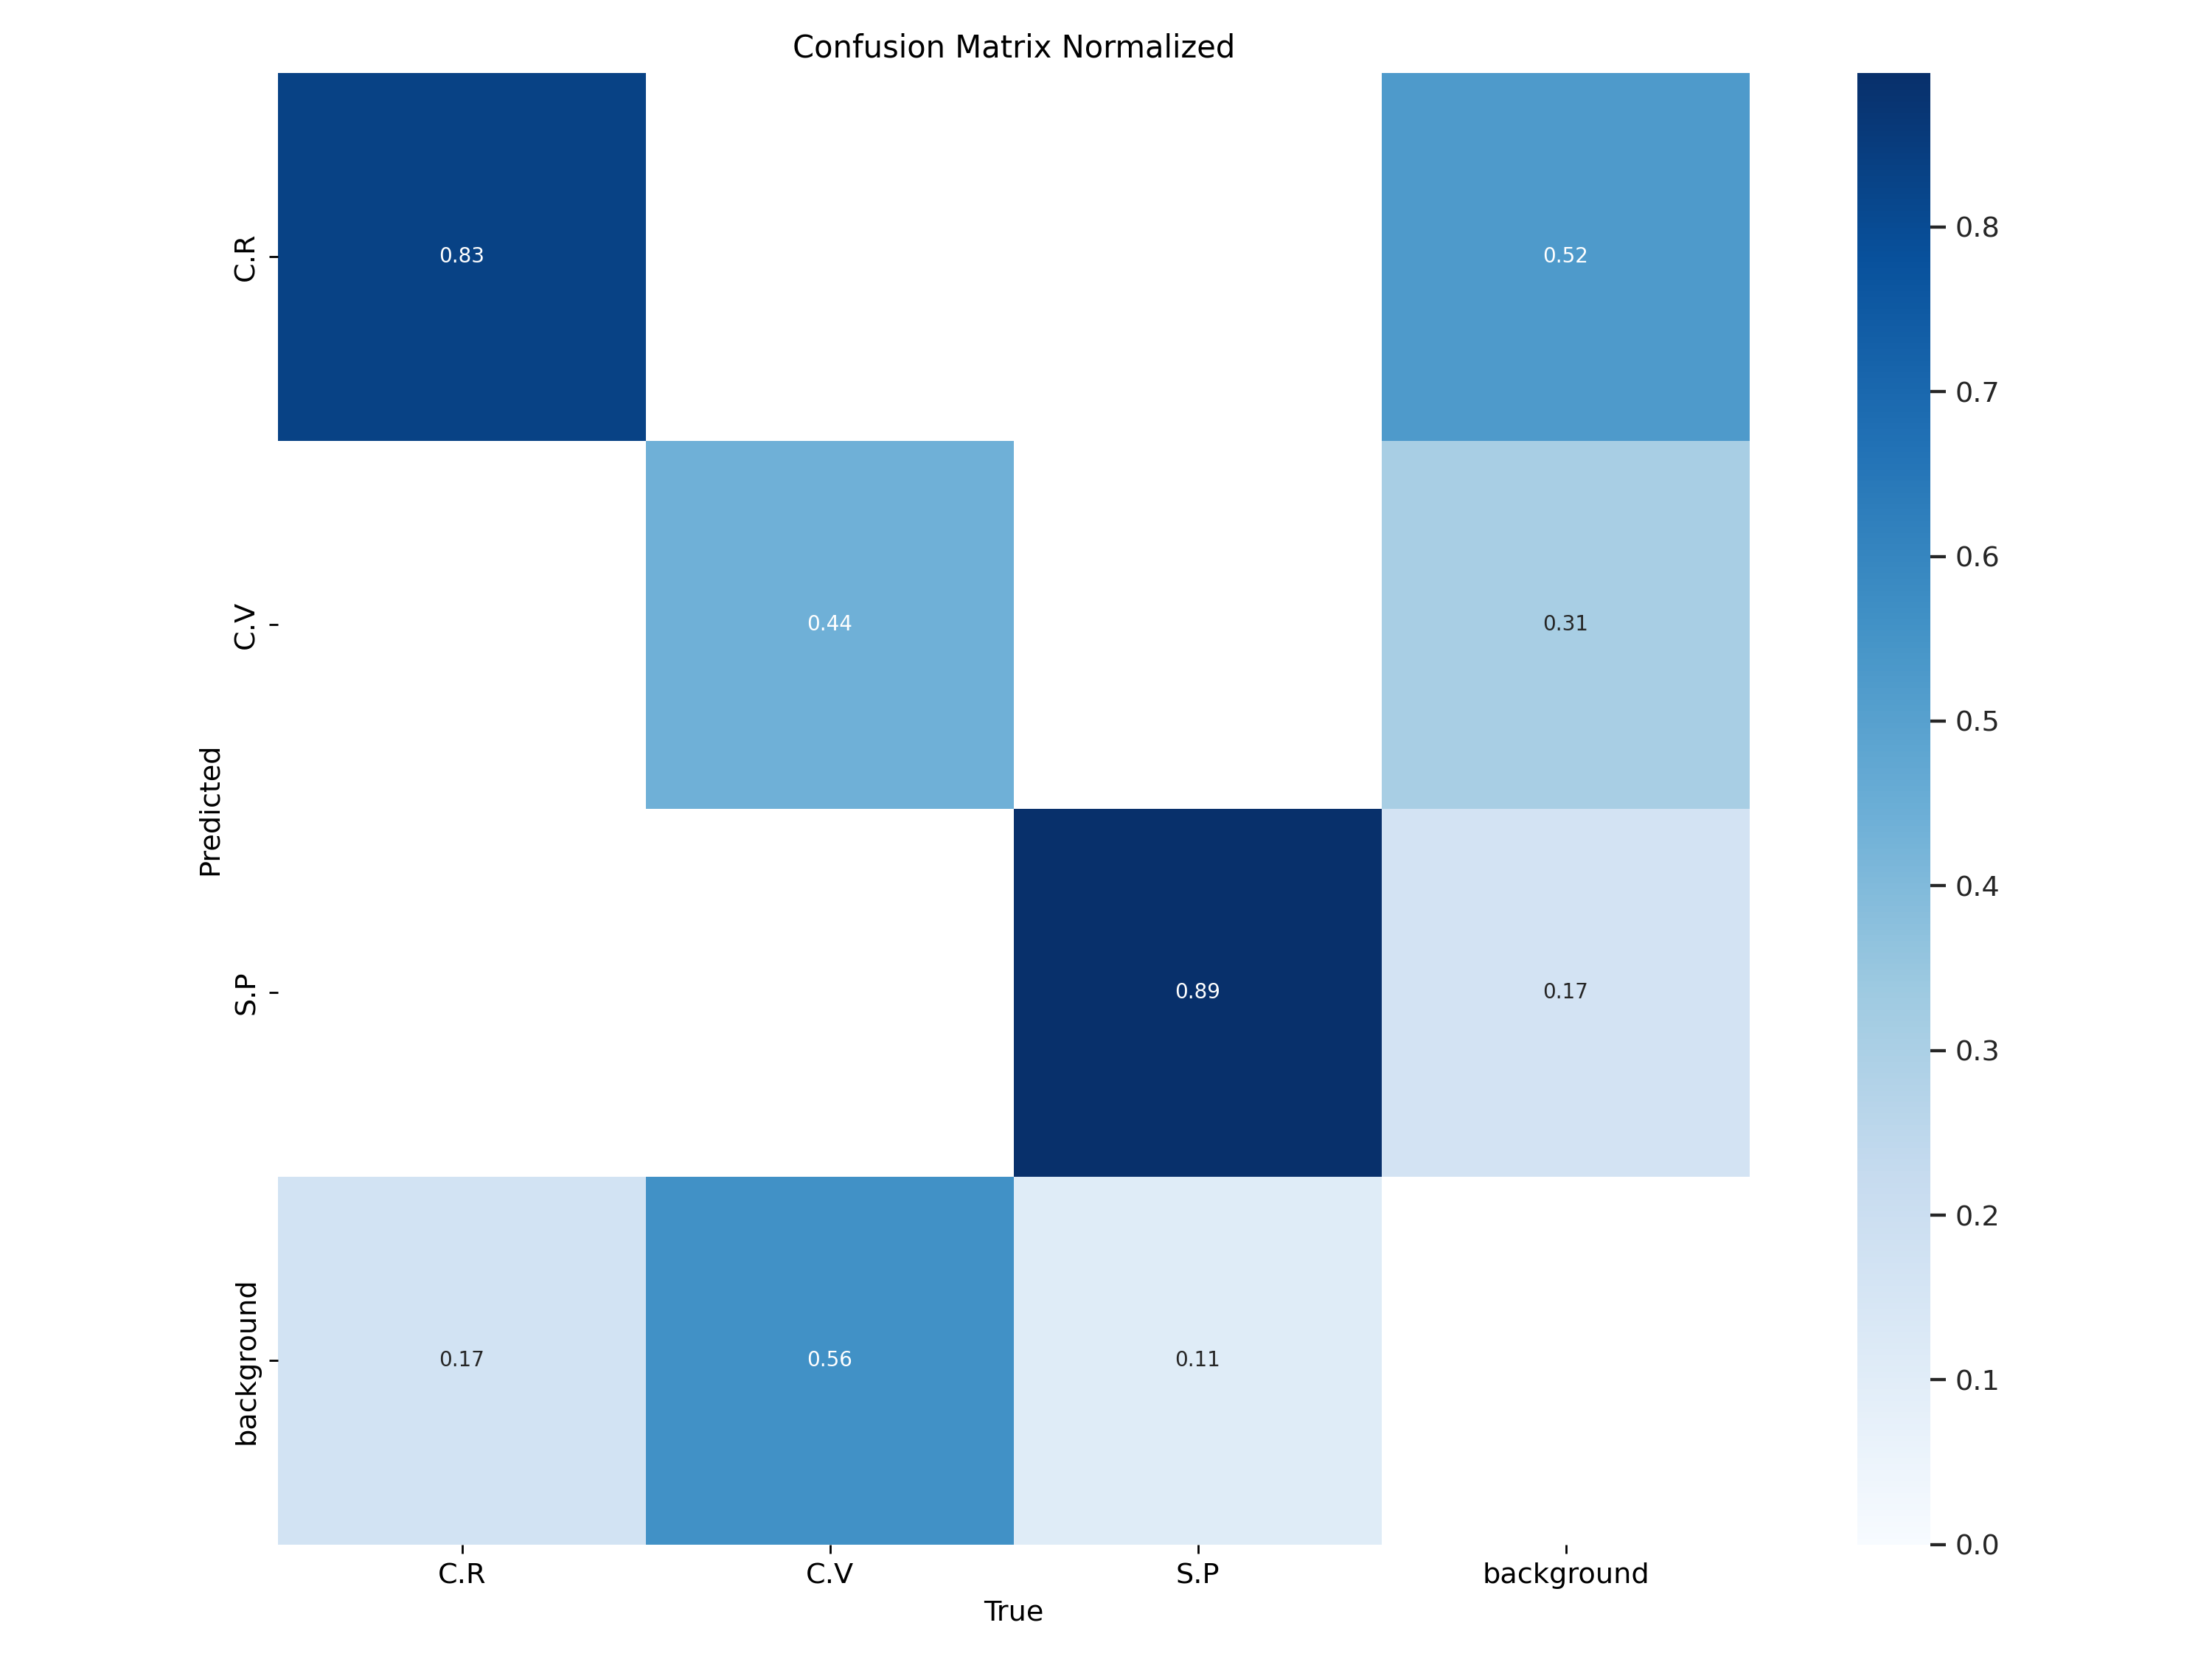 Confusion Matrix Normalized
C.R
0.83
0.52
C.V
0.44
0.31
S.P
0.89
0.17
background
0.17
0.56
0.11
Predicted
C.R
C.V
S.P
background
True
0.8
0.7
0.6
0.5
0.4
0.3
0.2
0.1
0.0